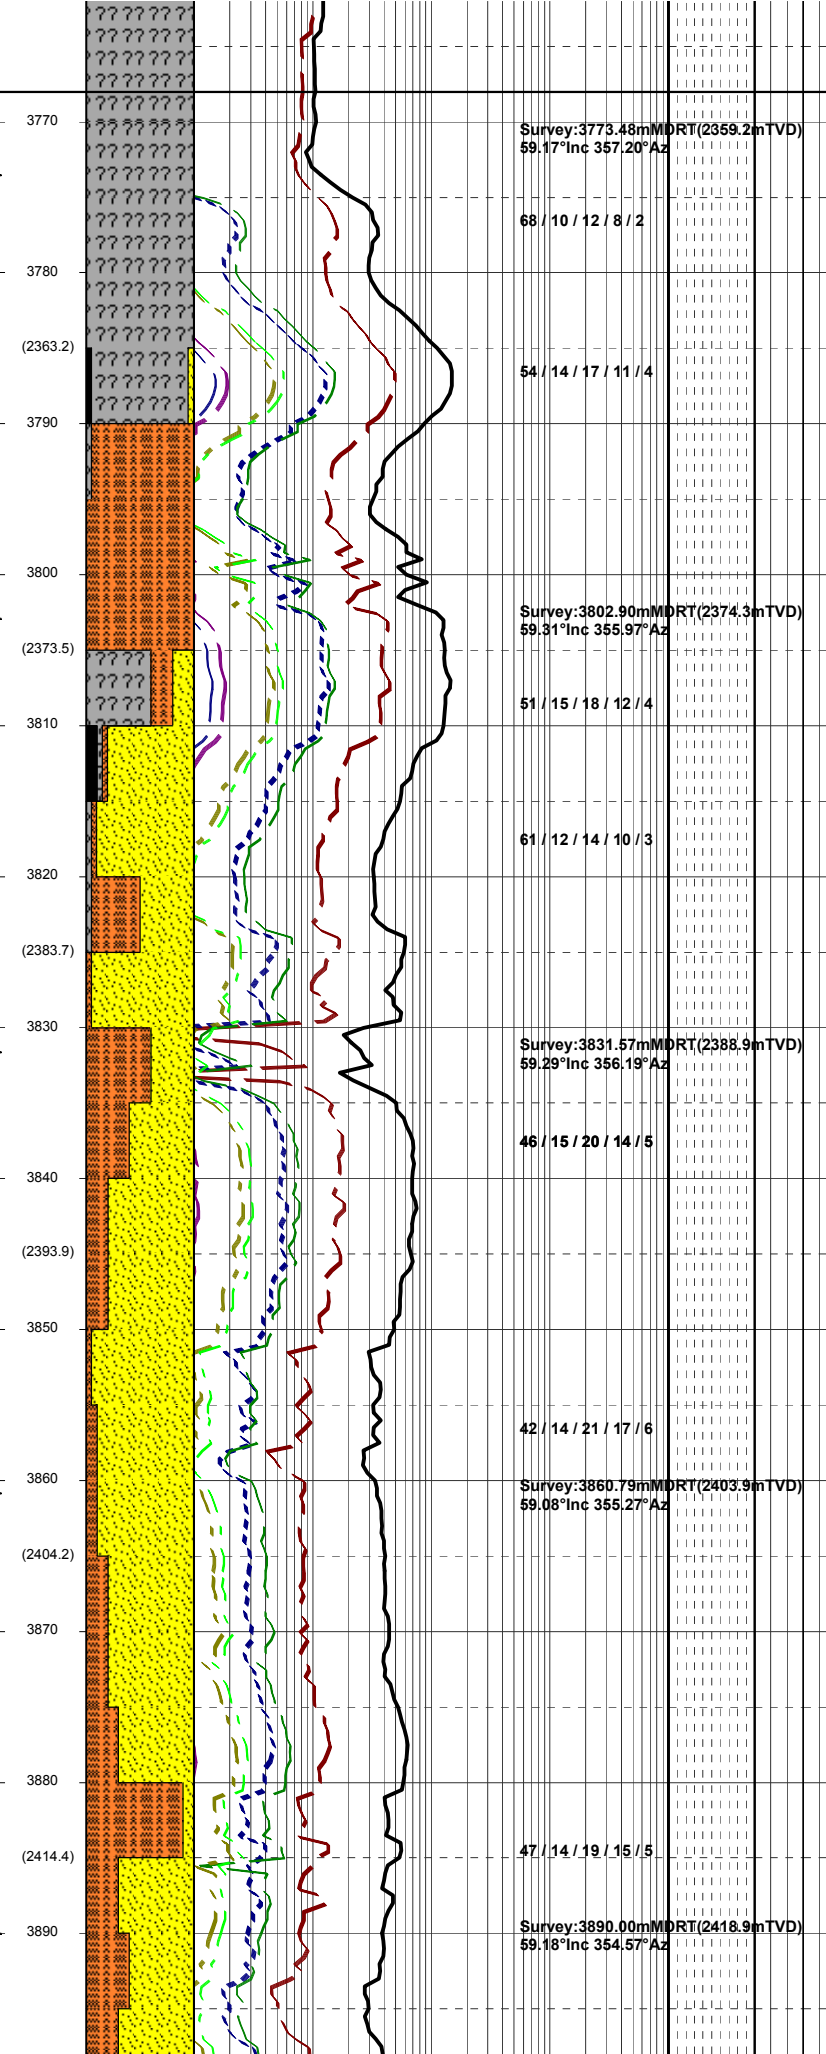 3770
Survey:3773.48mMDRT(2359.2mTVD)
59.17°Inc 357.20°Az
68 / 10 / 12 / 8 / 2
3780
(2363.2)
54 / 14 / 17 / 11 / 4
3790
3800
Survey:3802.90mMDRT(2374.3mTVD)
59.31°Inc 355.97°Az
(2373.5)
51 / 15 / 18 / 12 / 4
3810
61 / 12 / 14 / 10 / 3
3820
(2383.7)
3830
Survey:3831.57mMDRT(2388.9mTVD)
59.29°Inc 356.19°Az
46 / 15 / 20 / 14 / 5
3840
(2393.9)
3850
42 / 14 / 21 / 17 / 6
3860
Survey:3860.79mMDRT(2403.9mTVD)
59.08°Inc 355.27°Az
(2404.2)
3870
3880
47 / 14 / 19 / 15 / 5
(2414.4)
3890
Survey:3890.00mMDRT(2418.9mTVD)
59.18°Inc 354.57°Az